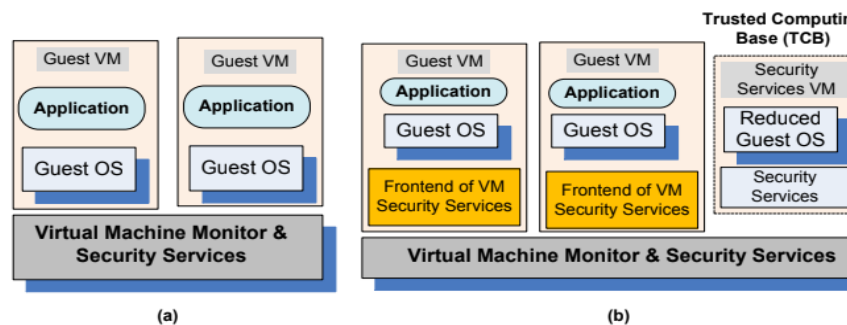 Guest VM
Application
Guest OS
Guest VM
Application
Guest OS
Virtual Machine Monitor &
Security Services
(a)
Trusted Computin
Base (TCB)
Guest VM
Application
Guest OS
Frontend of VM
Security Services
Guest VM
Application
Guest OS
Frontend of VM
Security Services
Security
Services VM
Reduced
Guest OS
Security
Services
Virtual Machine Monitor & Security Services
(b)